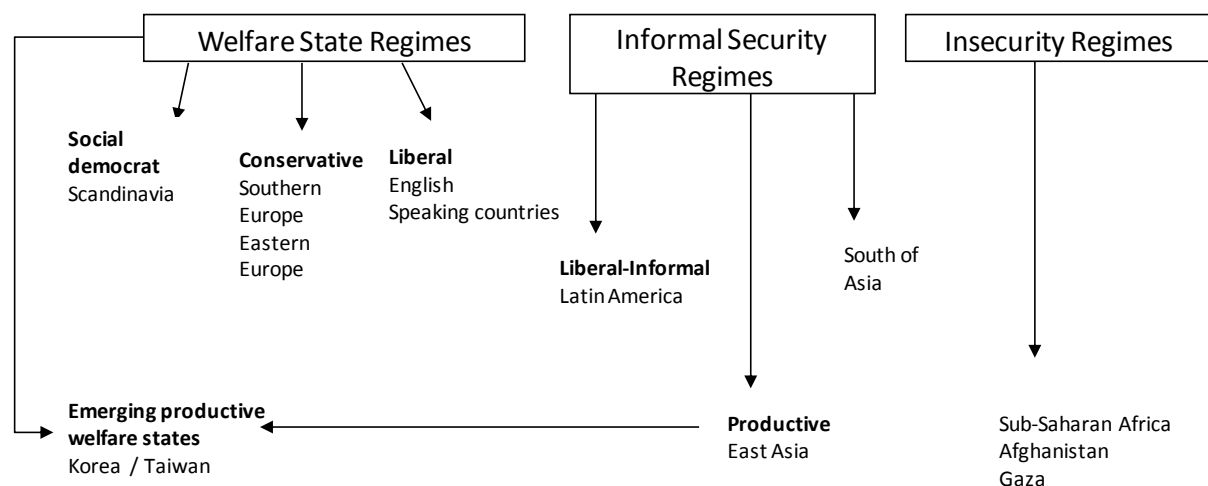 Welfare State Regimes
Informal Security
Regimes
Insecurity Regimes
Social
democrat
Scandinavia
Conservative
Southern
Europe
Eastern
Europe
Liberal
English
Speaking countries
Liberal-Informal
Latin America
South of
Asia
Emerging productive
welfare states
Korea / Taiwan
Productive
East Asia
Sub-Saharan Africa
Afghanistan
Gaza